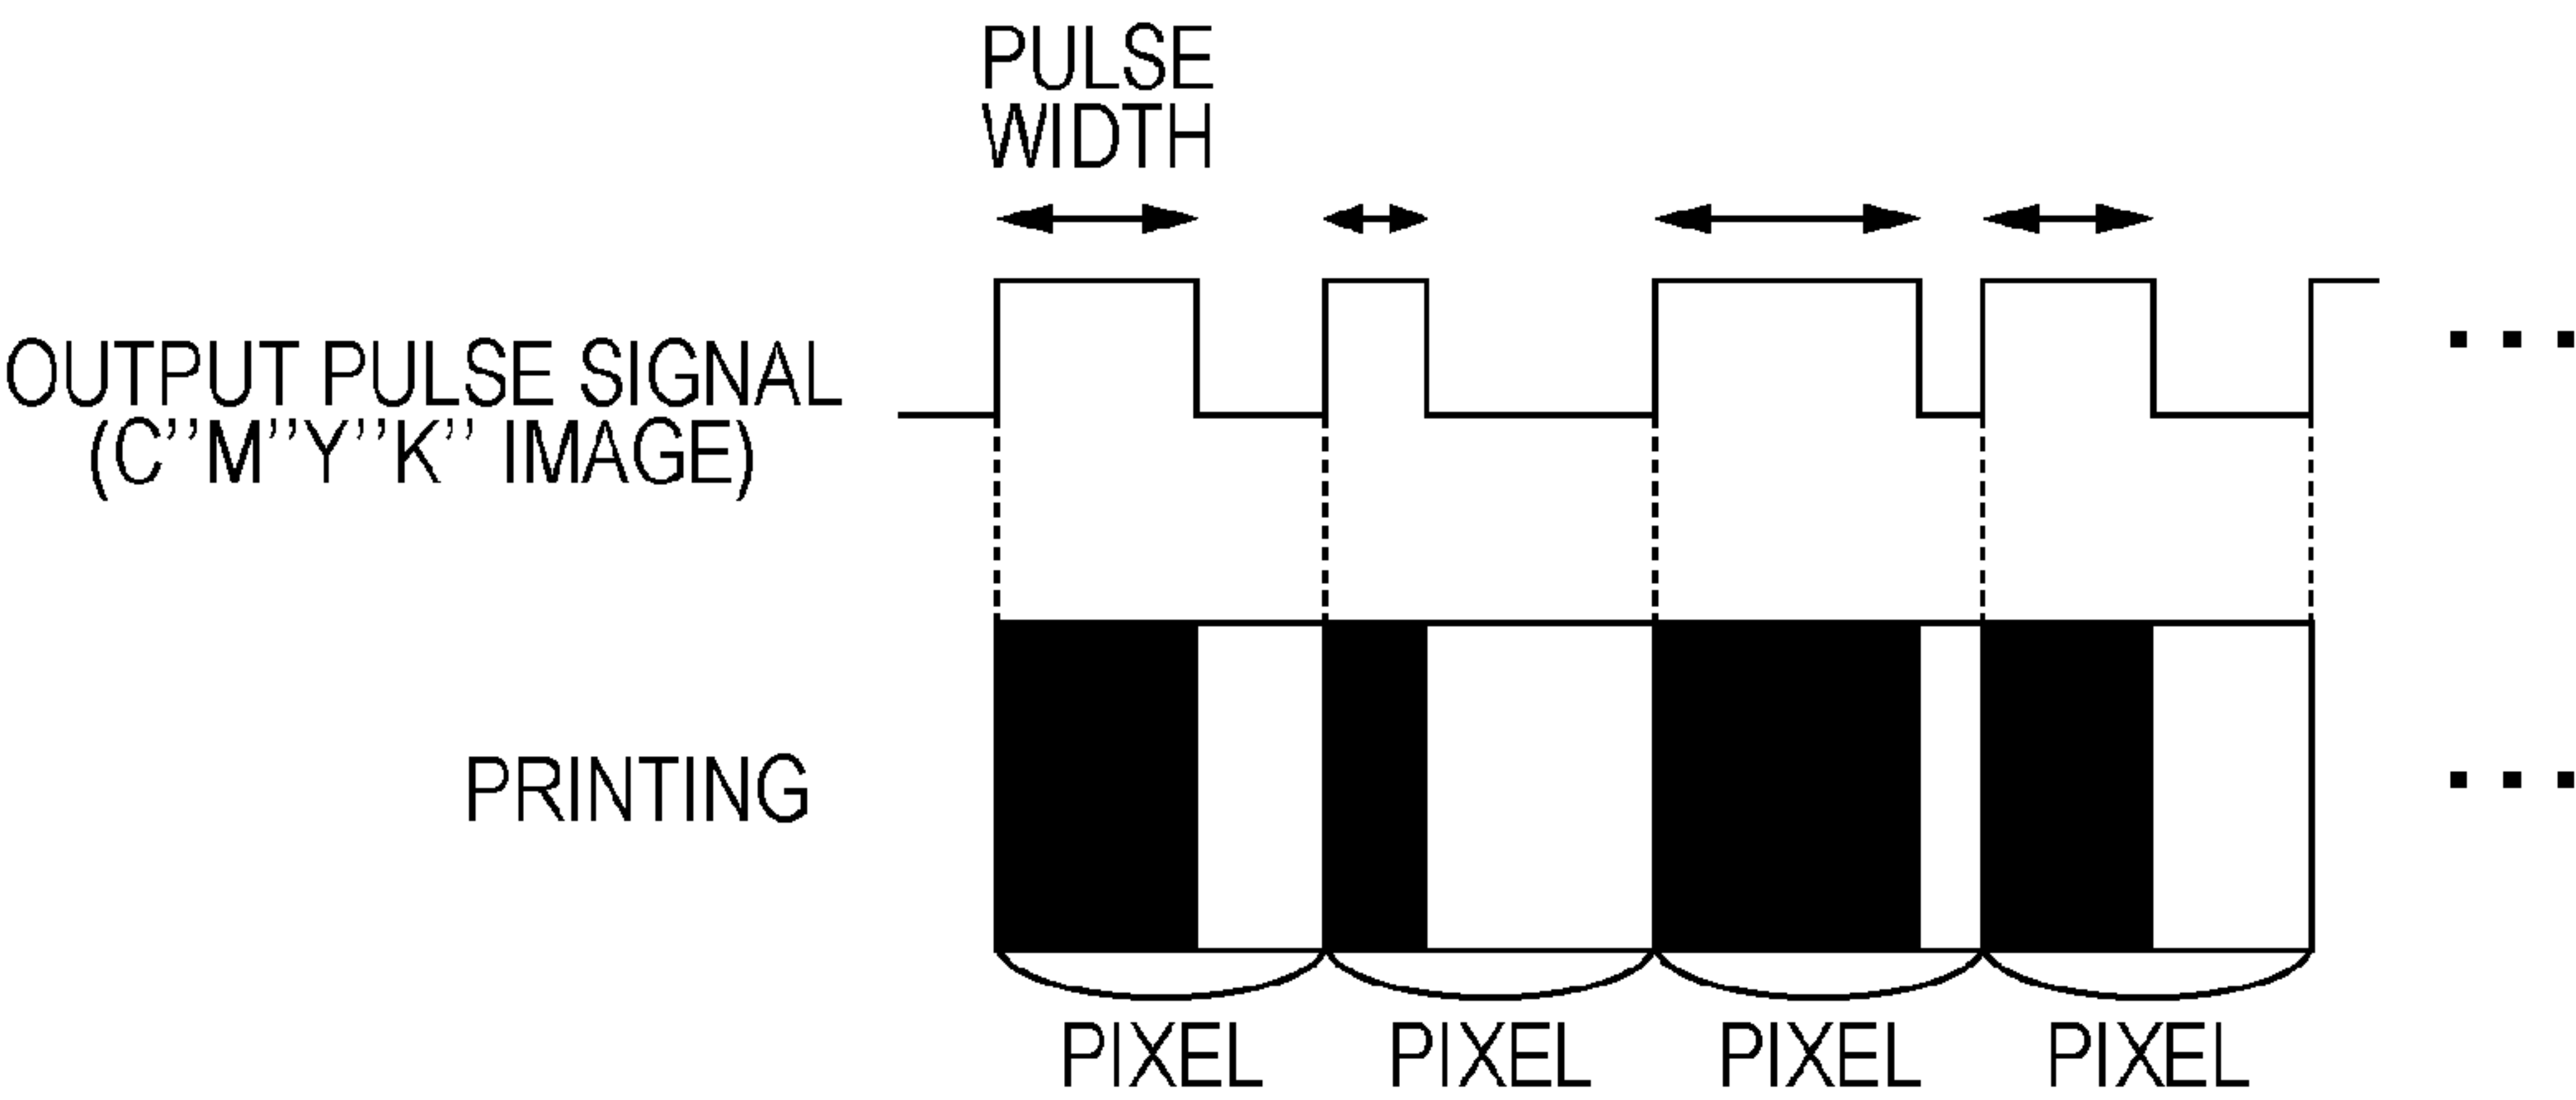 PULSE
WIDTH
OUTPUT PULSE SIGNAL
(C’’M’’Y’’K’’ IMAGE)
PRINTING
PIXEL PIXEL PIXEL PIXEL